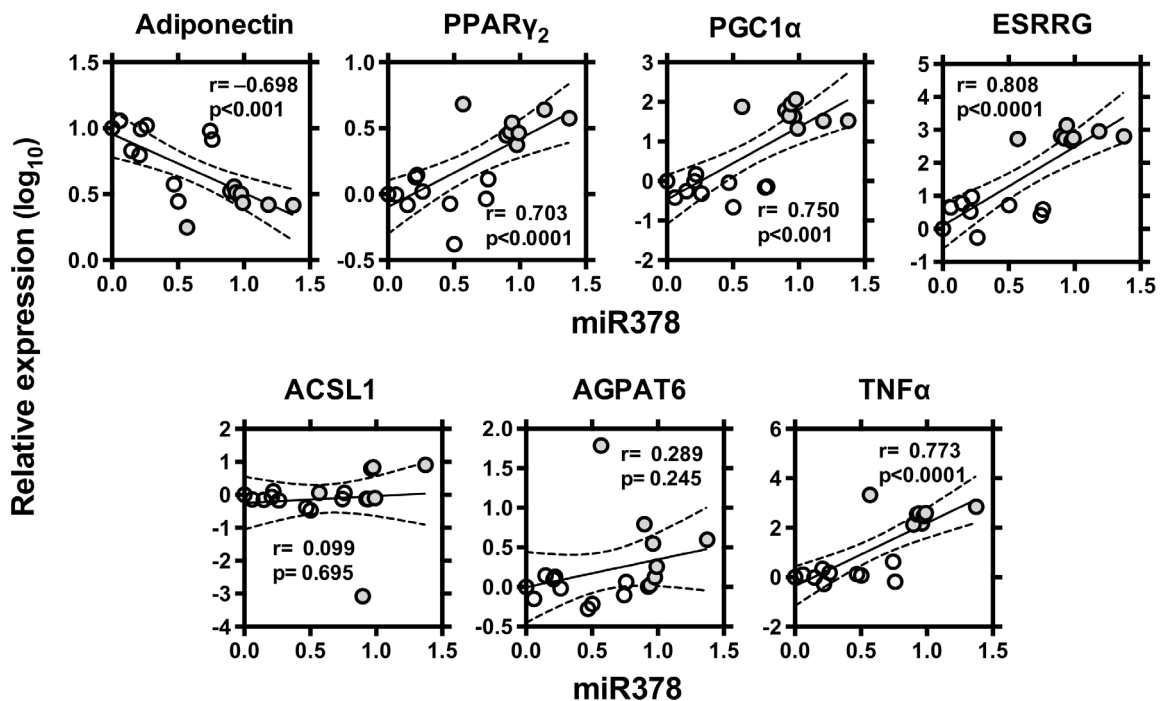 Adiponectin PPARγ₂ PGC1α ESRRG
Relative expression (log₁₀)
1.5
1.0
0.5
0.0
r= −0.698
p<0.001
0.0 0.5 1.0 1.5
1.0
0.5
0.0
-0.5
r= 0.703
p<0.0001
0.0 0.5 1.0 1.5
3
2
1
0
-1
-2
r= 0.750
p<0.001
0.0 0.5 1.0 1.5
5
4
3
2
1
0
-1
r= 0.808
p<0.0001
0.0 0.5 1.0 1.5
miR378
ACSL1 AGPAT6 TNFα
2
1
0
-1
-2
-3
-4
r= 0.099
p= 0.695
0.0 0.5 1.0 1.5
2.0
1.5
1.0
0.5
0.0
-0.5
r= 0.289
p= 0.245
0.0 0.5 1.0 1.5
6
4
2
0
-2
r= 0.773
p<0.0001
0.0 0.5 1.0 1.5
miR378